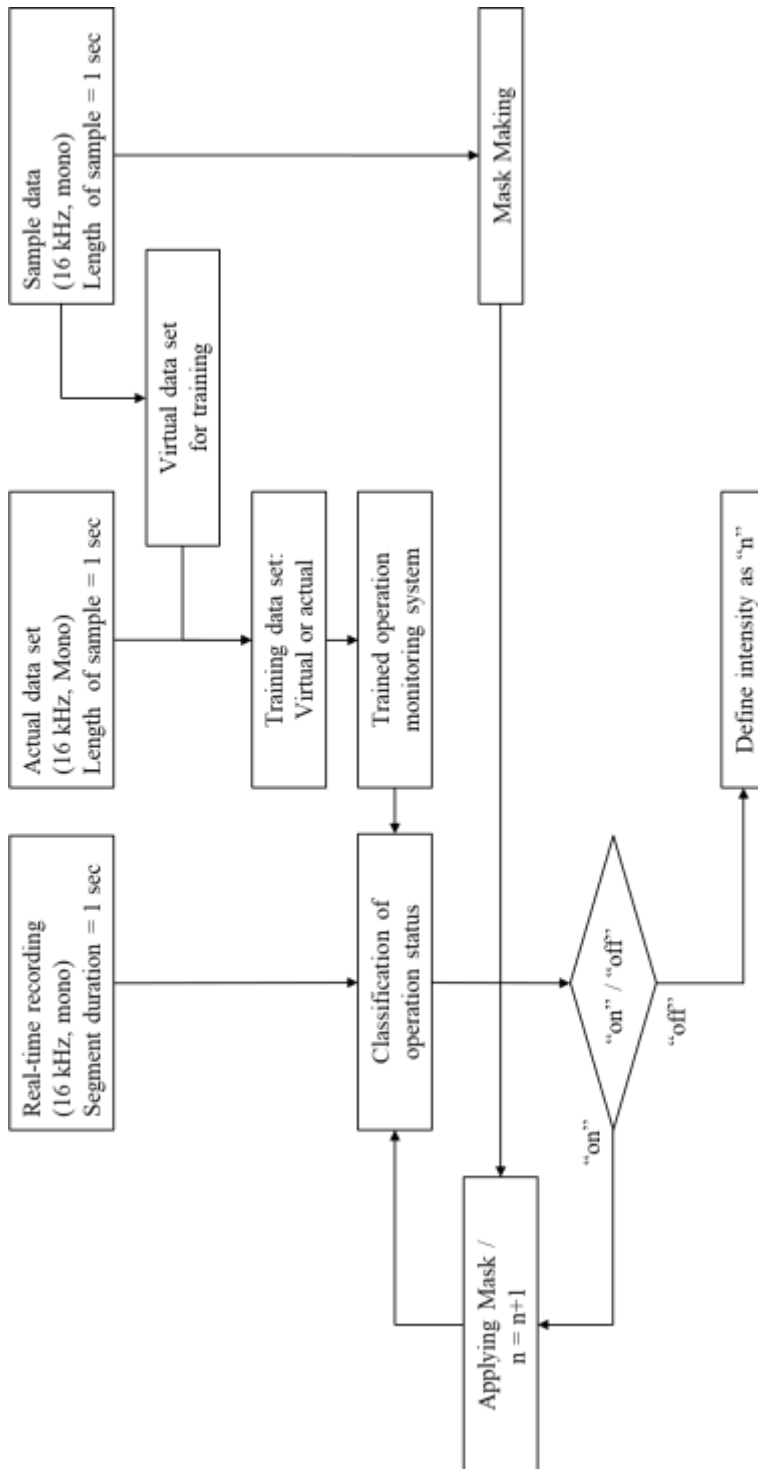 Real-time recording
(16 kHz, mono)
Segment duration = 1 sec
Actual data set
(16 kHz, Mono)
Length of sample = 1 sec
Sample data
(16 kHz, mono)
Length of sample = 1 sec
Virtual data set
for training
Training data set:
Virtual or actual
Classification of
operation status
Trained operation
monitoring system
Applying Mask /
n = n+1
Mask Making
"on"
"on" / "off"
"off"
Define intensity as "n"